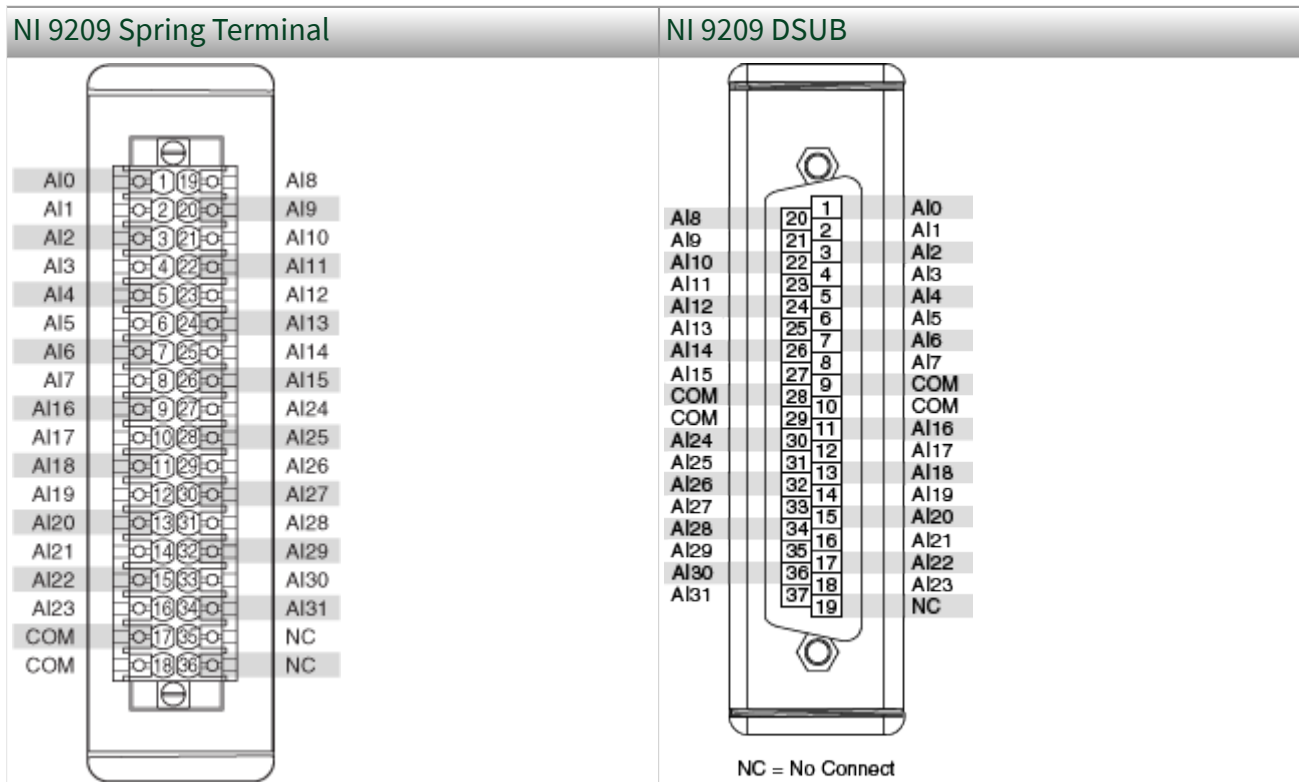 NI 9209 Spring Terminal
NI 9209 DSUB
AI0 1 19 AI8
AI1 2 20 AI9
AI2 3 21 AI10
AI3 4 22 AI11
AI4 5 23 AI12
AI5 6 24 AI13
AI6 7 25 AI14
AI7 8 26 AI15
AI16 9 27 AI24
AI17 10 28 AI25
AI18 11 29 AI26
AI19 12 30 AI27
AI20 13 31 AI28
AI21 14 32 AI29
AI22 15 33 AI30
AI23 16 34 AI31
COM 17 35 NC
COM 18 36 NC
1 AI0
AI8 20
2 AI1
AI9 21
3 AI2
AI10 22
4 AI3
AI11 23
5 AI4
AI12 24
6 AI5
AI13 25
7 AI6
AI14 26
8 AI7
AI15 27
9 COM
COM 28
10 COM
COM 29
11 AI16
AI24 30
12 AI17
AI25 31
13 AI18
AI26 32
14 AI19
AI27 33
15 AI20
AI28 34
16 AI21
AI29 35
17 AI22
AI30 36
18 AI23
AI31 37
19 NC
NC = No Connect